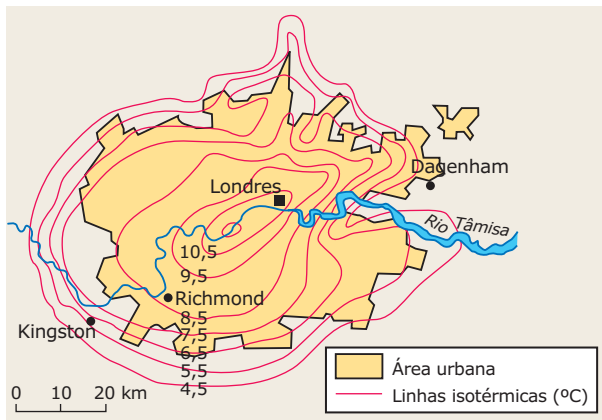 Dagenham
Londres
Rio Tâmisa
10,5
9,5
Richmond
8,5
Kingston
7,5
6,5
5,5
4,5
Área urbana
Linhas isotérmicas (ºC)
0 10 20 km